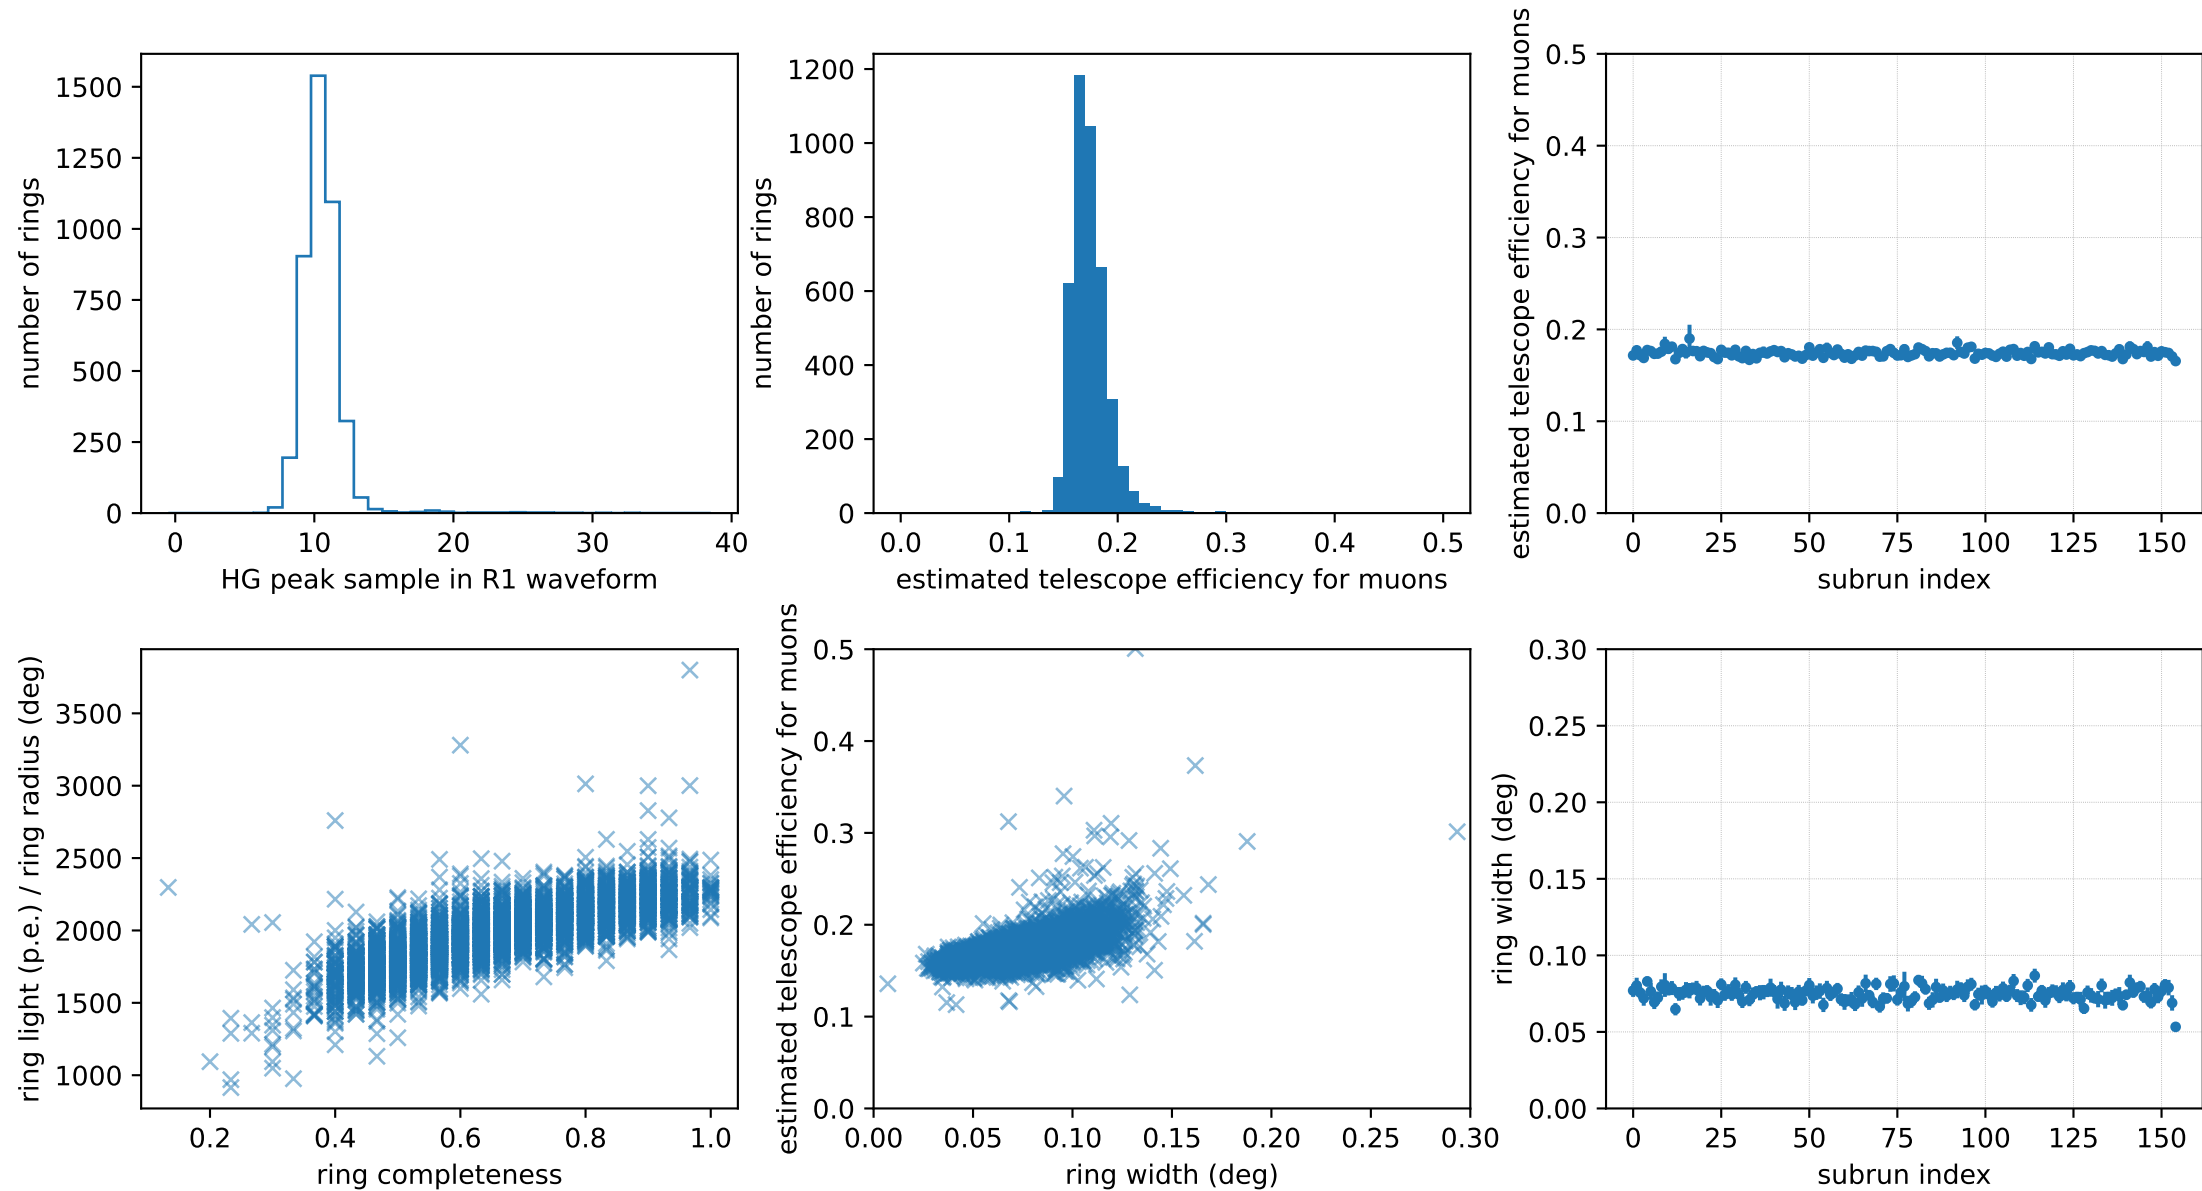 number of rings
1500
1250
1000
750
500
250
0
0 10 20 30 40
HG peak sample in R1 waveform
number of rings
1200
1000
800
600
400
200
0
0.0 0.1 0.2 0.3 0.4 0.5
estimated telescope efficiency for muons
estimated telescope efficiency for muons
0.5
0.4
0.3
0.2
0.1
0.0
0 25 50 75 100 125 150
subrun index
ring light (p.e.) / ring radius (deg)
3500
3000
2500
2000
1500
1000
0.2 0.4 0.6 0.8 1.0
ring completeness
estimated telescope efficiency for muons
0.5
0.4
0.3
0.2
0.1
0.0
0.00 0.05 0.10 0.15 0.20 0.25 0.30
ring width (deg)
ring width (deg)
0.30
0.25
0.20
0.15
0.10
0.05
0.00
0 25 50 75 100 125 150
subrun index